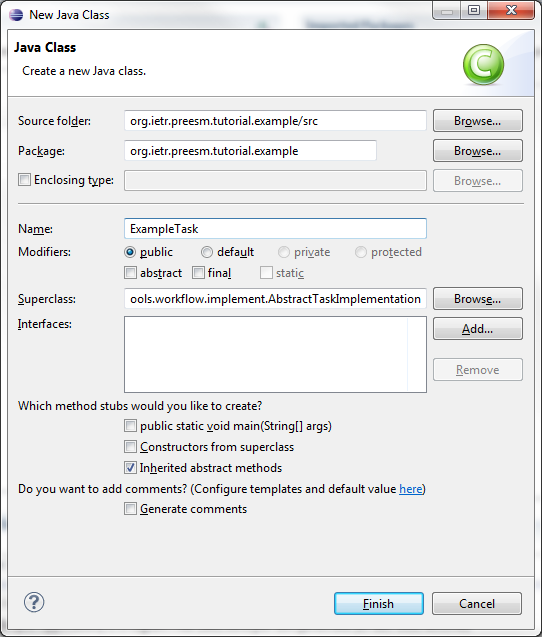 New Java Class
Java Class
Create a new Java class.
C
Source folder: org.ietr.preesm.tutorial.example/src Browse...
Package: org.ietr.preesm.tutorial.example Browse...
Enclosing type: Browse...
Name: ExampleTask
Modifiers: public default private protected
abstract final static
Superclass: ools.workflow.implement.AbstractTaskImplementation Browse...
Interfaces: Add...
Remove
Which method stubs would you like to create?
public static void main(String[] args)
Constructors from superclass
Inherited abstract methods
Do you want to add comments? (Configure templates and default value here)
Generate comments
? Finish Cancel